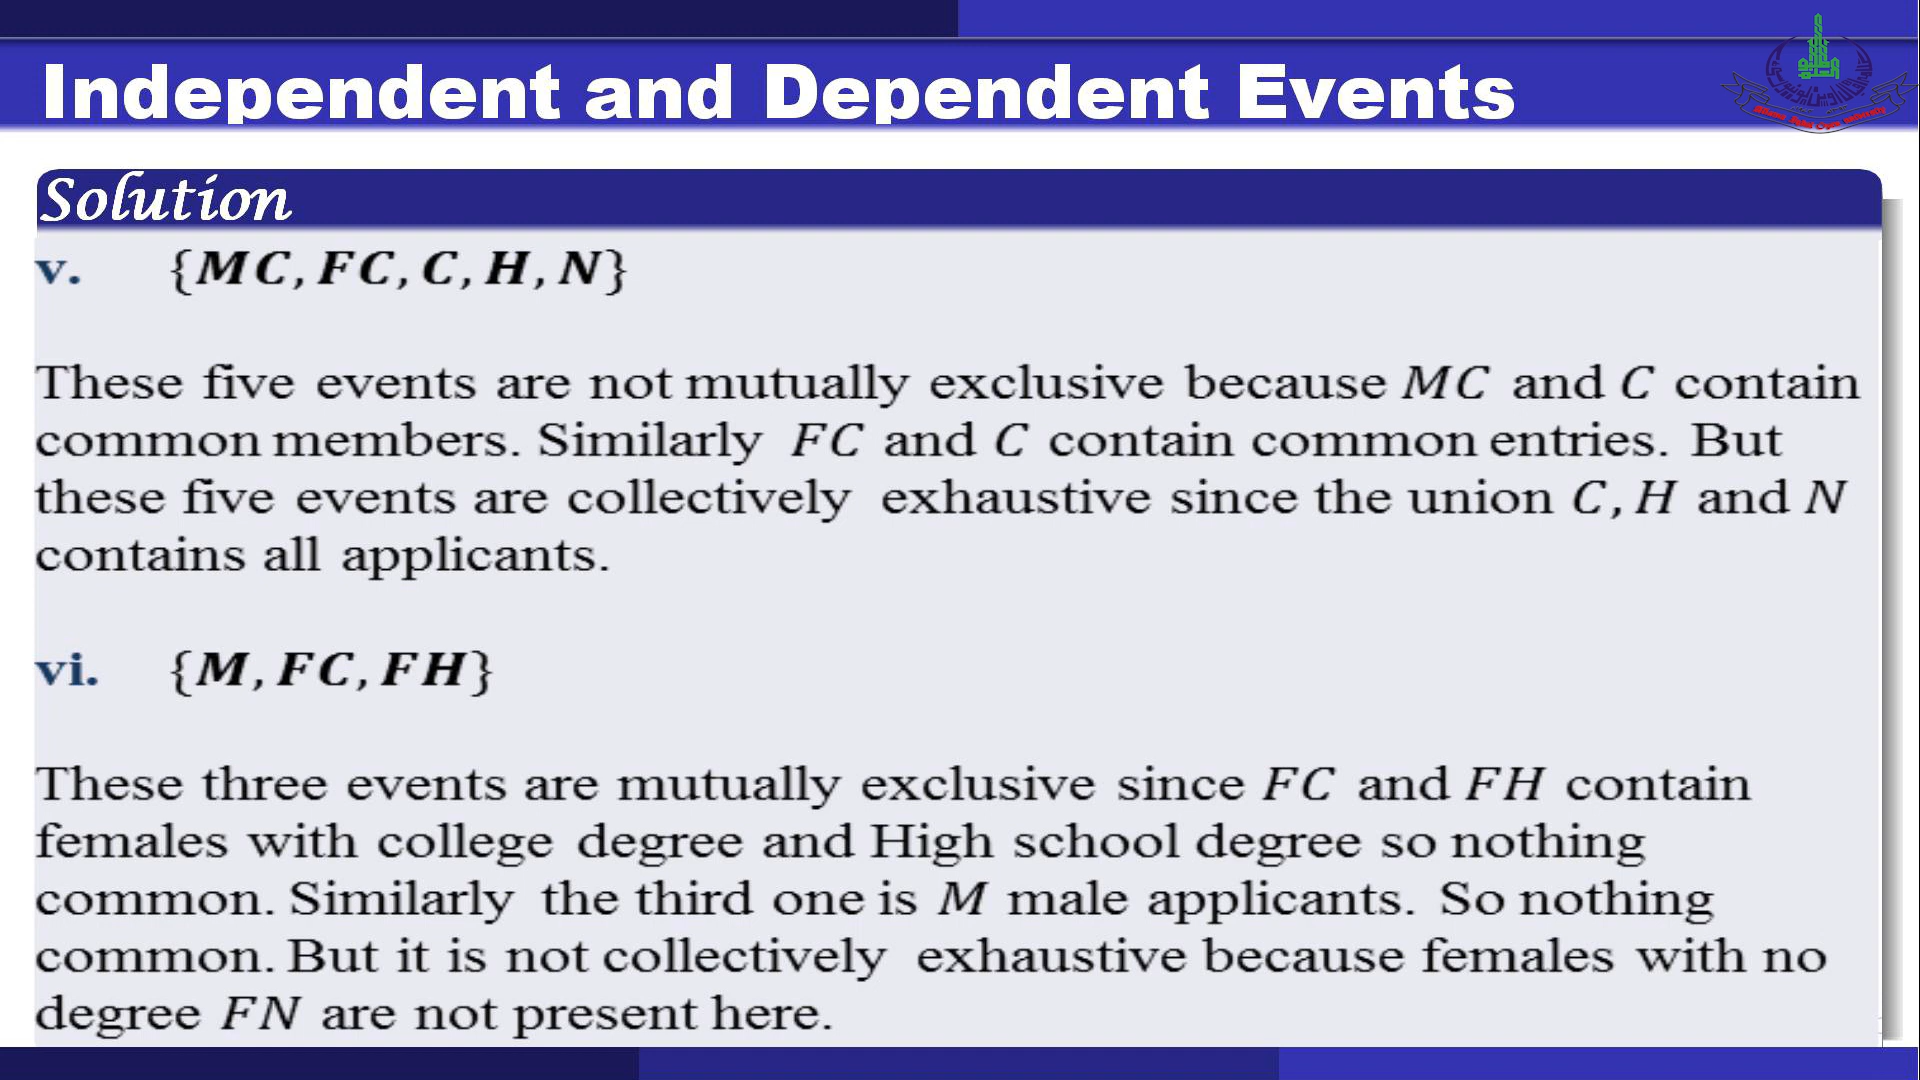 Independent and Dependent Events
Solution
v. {MC, FC, C, H, N}
These five events are not mutually exclusive because MC and C contain
common members. Similarly FC and C contain common entries. But
these five events are collectively exhaustive since the union C, H and N
contains all applicants.
vi. {M, FC, FH}
These three events are mutually exclusive since FC and FH contain
females with college degree and High school degree so nothing
common. Similarly the third one is M male applicants. So nothing
common. But it is not collectively exhaustive because females with no
degree FN are not present here.